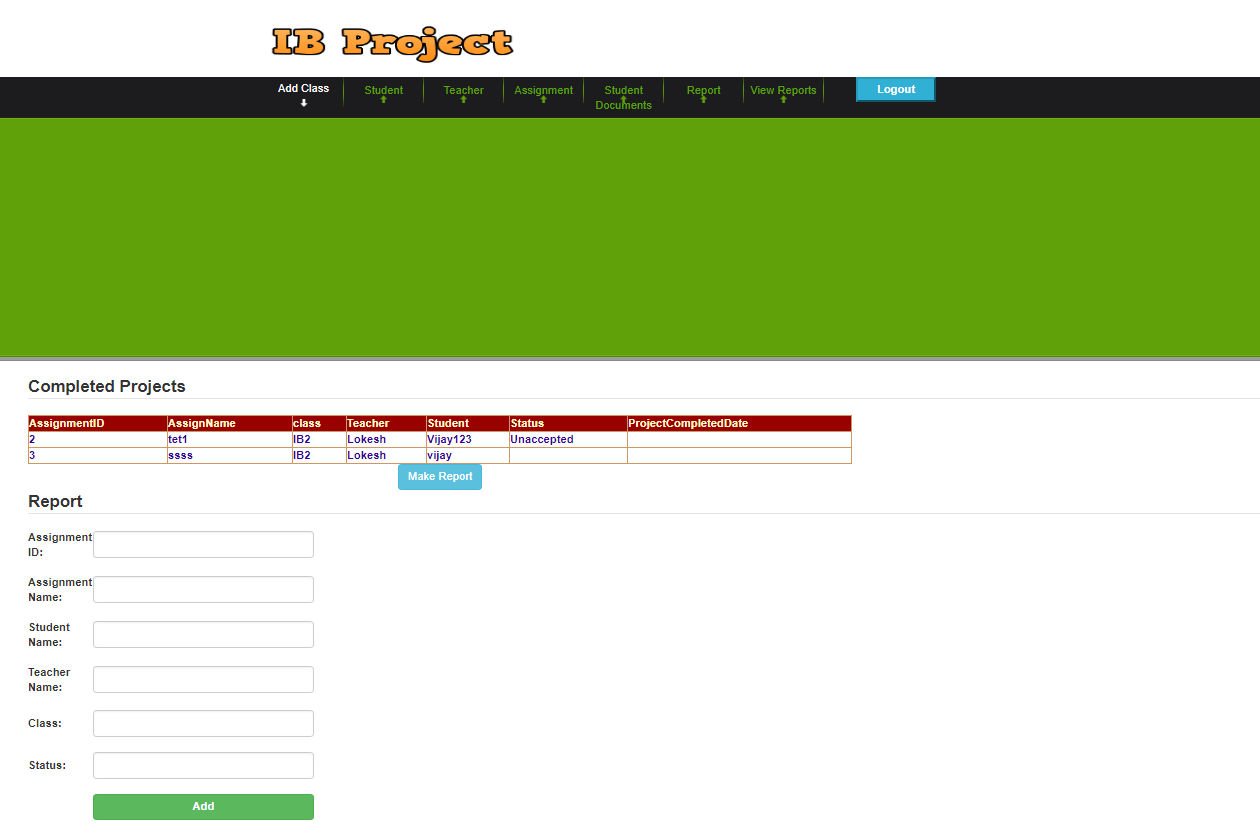 IB Project
Add Class Student Teacher Assignment Student Documents Report View Reports Logout
Completed Projects
AssignmentID AssignName class Teacher Student Status ProjectCompletedDate
2 tet1 IB2 Lokesh Vijay123 Unaccepted
3 ssss IB2 Lokesh vijay
Make Report
Report
Assignment
ID:
Assignment
Name:
Student
Name:
Teacher
Name:
Class:
Status:
Add